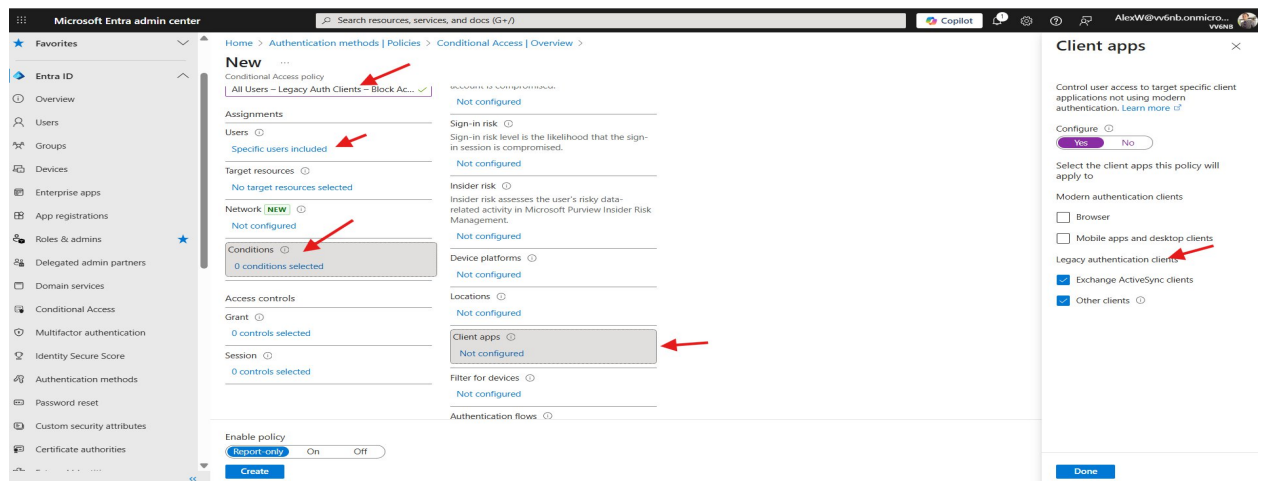 Microsoft Entra admin center
Search resources, services, and docs (G+/)
Copilot
1
AlexW@vv6nb.onmicro...
VV6NB
Favorites
Entra ID
Overview
Users
Groups
Devices
Enterprise apps
App registrations
Roles & admins
Delegated admin partners
Domain services
Conditional Access
Multifactor authentication
Identity Secure Score
Authentication methods
Password reset
Custom security attributes
Certificate authorities
Home > Authentication methods | Policies > Conditional Access | Overview >
New ...
Conditional Access policy
All Users – Legacy Auth Clients – Block Ac...
Assignments
Users
Specific users included
Target resources
No target resources selected
Network NEW
Not configured
Conditions
0 conditions selected
Access controls
Grant
0 controls selected
Session
0 controls selected
account is compromised.
Not configured
Sign-in risk
Sign-in risk level is the likelihood that the sign-
in session is compromised.
Not configured
Insider risk
Insider risk assesses the user's risky data-
related activity in Microsoft Purview Insider Risk
Management.
Not configured
Device platforms
Not configured
Locations
Not configured
Client apps
Not configured
Filter for devices
Not configured
Authentication flows
Enable policy
Report-only On Off
Create
Client apps
Control user access to target specific client
applications not using modern
authentication. Learn more
Configure
Yes No
Select the client apps this policy will
apply to
Modern authentication clients
Browser
Mobile apps and desktop clients
Legacy authentication clients
Exchange ActiveSync clients
Other clients
Done